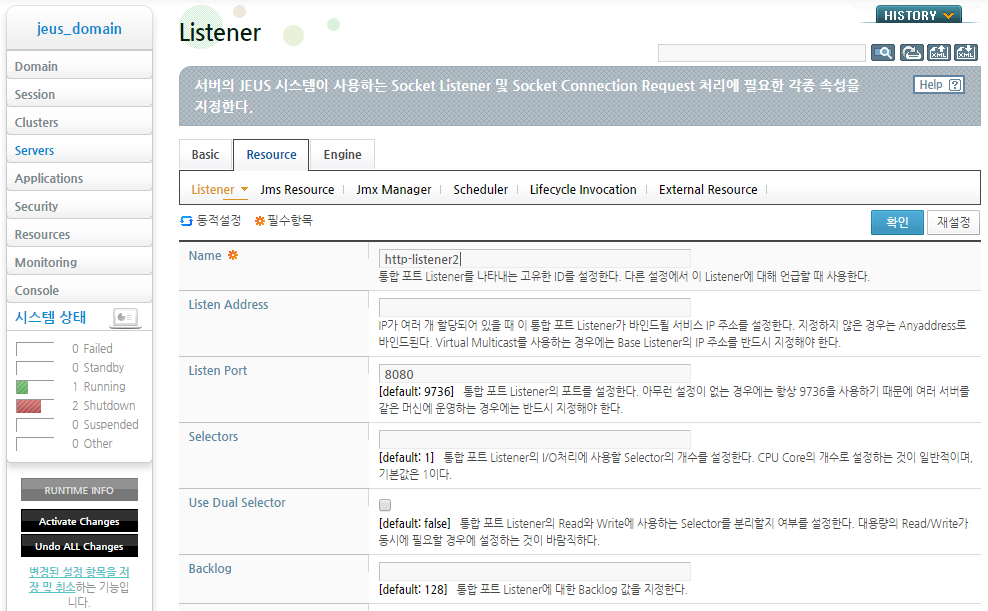 jeus_domain
Domain
Session
Clusters
Servers
Applications
Security
Resources
Monitoring
Console
시스템 상태
0 Failed
0 Standby
1 Running
2 Shutdown
0 Suspended
0 Other
RUNTIME INFO
Activate Changes
Undo ALL Changes
변경된 설정 항목을 저
장 및 취소하는 기능입
니다.
Listener
HISTORY
XML
XML
서버의 JEUS 시스템이 사용하는 Socket Listener 및 Socket Connection Request 처리에 필요한 각종 속성을
지정한다.
Help ?
Basic Resource Engine
Listener Jms Resource Jmx Manager Scheduler Lifecycle Invocation External Resource
동적설정 필수항목
확인 재설정
Name
http-listener2
통합 포트 Listener를 나타내는 고유한 ID를 설정한다. 다른 설정에서 이 Listener에 대해 언급할 때 사용한다.
Listen Address
IP가 여러 개 할당되어 있을 때 이 통합 포트 Listener가 바인드될 서비스 IP 주소를 설정한다. 지정하지 않은 경우는 Anyaddress로
바인드된다. Virtual Multicast를 사용하는 경우에는 Base Listener의 IP 주소를 반드시 지정해야 한다.
Listen Port
8080
[default: 9736] 통합 포트 Listener의 포트를 설정한다. 아무런 설정이 없는 경우에는 항상 9736을 사용하기 때문에 여러 서버를
같은 머신에 운영하는 경우에는 반드시 지정해야 한다.
Selectors
[default: 1] 통합 포트 Listener의 I/O처리에 사용할 Selector의 개수를 설정한다. CPU Core의 개수로 설정하는 것이 일반적이며,
기본값은 1이다.
Use Dual Selector
[default: false] 통합 포트 Listener의 Read와 Write에 사용하는 Selector를 분리할지 여부를 설정한다. 대용량의 Read/Write가
동시에 필요할 경우에 설정하는 것이 바람직하다.
Backlog
[default: 128] 통합 포트 Listener에 대한 Backlog 값을 지정한다.